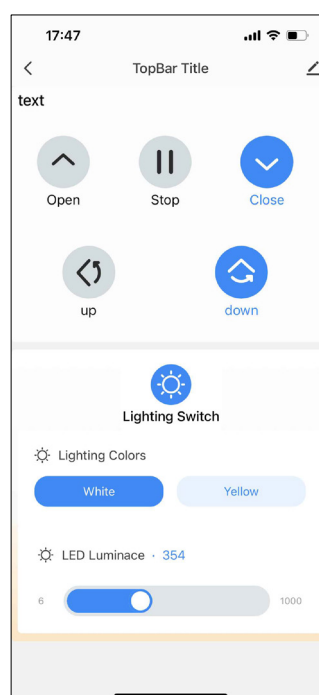 17:47
TopBar Title
text
Open Stop Close
up down
Lighting Switch
Lighting Colors
White Yellow
LED Luminace · 354
6 1000